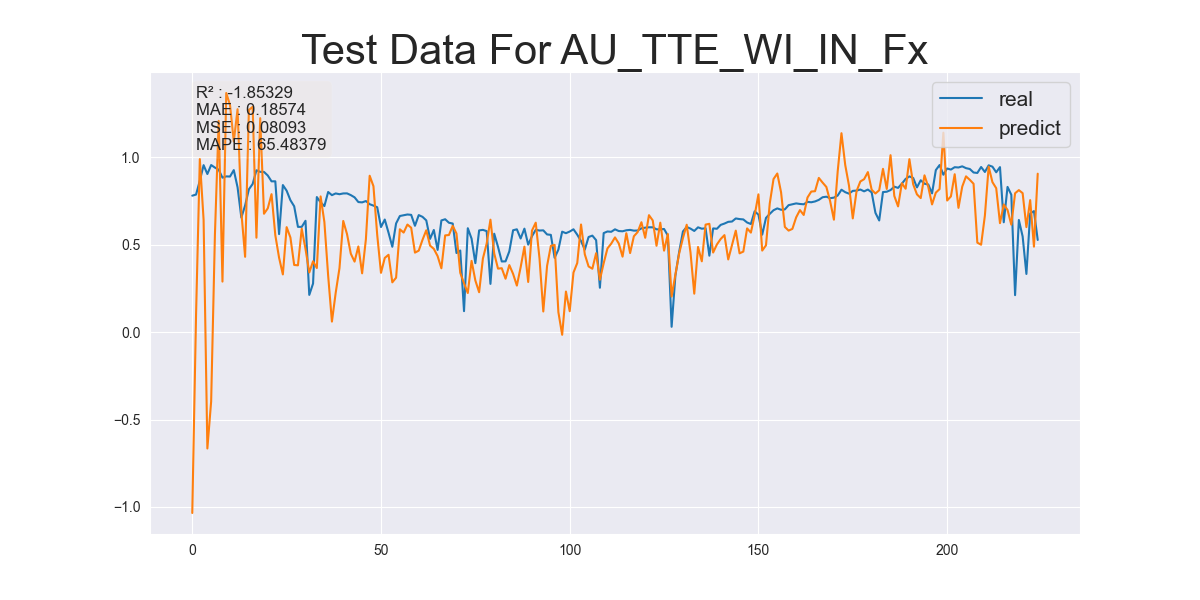 Test Data For AU_TTE_WI_IN_Fx
R² : -1.85329
MAE : 0.18574
MSE : 0.08093
MAPE : 65.48379
real
predict
1.0
0.5
0.0
−0.5
−1.0
0 50 100 150 200